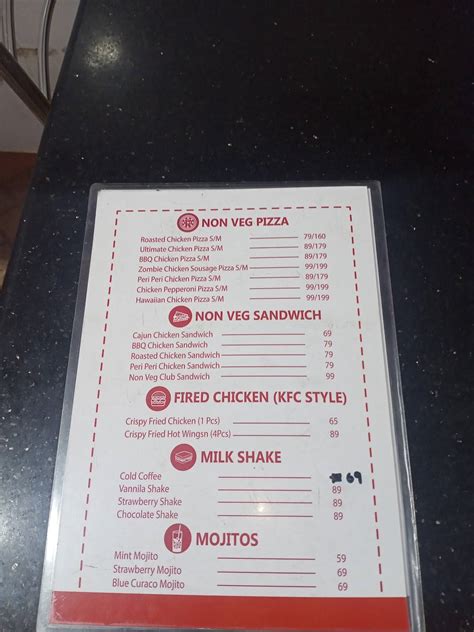 NON VEG PIZZA
Roasted Chicken Pizza S/M 79/160
Ultimate Chicken Pizza S/M 89/179
BBQ Chicken Pizza S/M 89/179
Zombie Chicken Sausage Pizza S/M 99/199
Peri Peri Chicken Pizza S/M 89/179
Chicken Pepperoni Pizza S/M 99/199
Hawaiian Chicken Pizza S/M 99/199
NON VEG SANDWICH
Cajun Chicken Sandwich 69
BBQ Chicken Sandwich 79
Roasted Chicken Sandwich 79
Peri Peri Chicken Sandwich 79
Non Veg Club Sandwich 99
FIRED CHICKEN (KFC STYLE)
Crispy Fried Chicken (1 Pcs) 65
Crispy Fried Hot Wingsn (4Pcs) 89
MILK SHAKE
Cold Coffee 69
Vannila Shake 89
Strawberry Shake 89
Chocolate Shake 89
MOJITOS
Mint Mojito 59
Strawberry Mojito 69
Blue Curaco Mojito 69